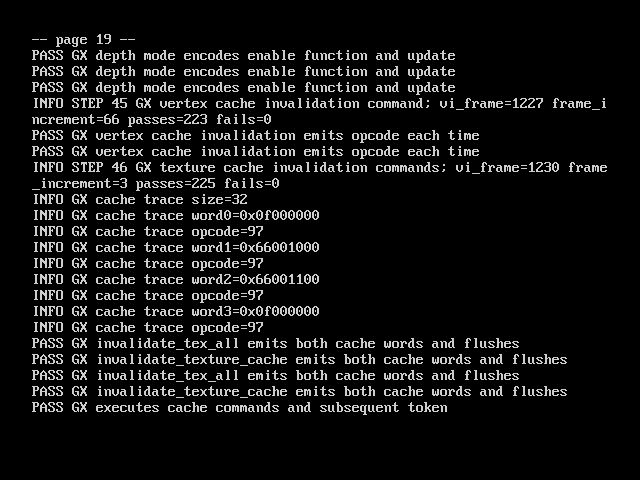 -- page 19 --
PASS GX depth mode encodes enable function and update
PASS GX depth mode encodes enable function and update
PASS GX depth mode encodes enable function and update
INFO STEP 45 GX vertex cache invalidation command; vi_frame=1227 frame_i
ncrement=66 passes=223 fails=0
PASS GX vertex cache invalidation emits opcode each time
PASS GX vertex cache invalidation emits opcode each time
INFO STEP 46 GX texture cache invalidation commands; vi_frame=1230 frame
_increment=3 passes=225 fails=0
INFO GX cache trace size=32
INFO GX cache trace word0=0x0f000000
INFO GX cache trace opcode=97
INFO GX cache trace word1=0x66001000
INFO GX cache trace opcode=97
INFO GX cache trace word2=0x66001100
INFO GX cache trace opcode=97
INFO GX cache trace word3=0x0f000000
INFO GX cache trace opcode=97
PASS GX invalidate_tex_all emits both cache words and flushes
PASS GX invalidate_texture_cache emits both cache words and flushes
PASS GX invalidate_tex_all emits both cache words and flushes
PASS GX invalidate_texture_cache emits both cache words and flushes
PASS GX executes cache commands and subsequent token